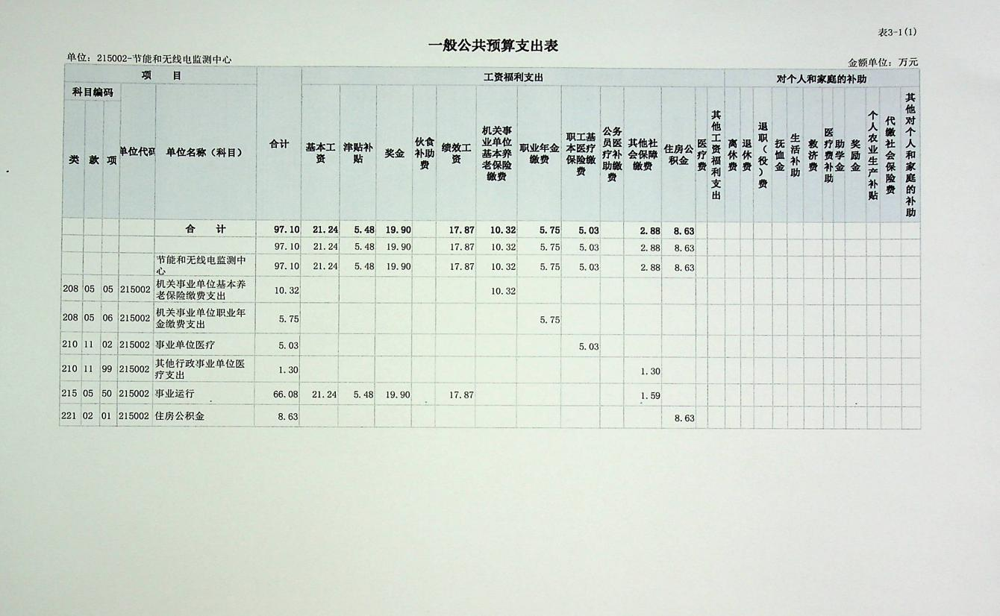 表3-1(1)
一般公共预算支出表
单位：215002-节能和无线电监测中心 金额单位：万元
项 目 合计 工资福利支出 对个人和家庭的补助
科目编码 单位代码 单位名称（科目） 基本工资 津贴补贴 奖金 伙食补助费 绩效工资 机关事业单位基本养老保险缴费 职业年金缴费 职工基本医疗保险缴费 公务员医疗补助缴费 其他社会保障缴费 住房公积金 医疗费 其他工资福利支出 离休费 退休费 退职（役）费 抚恤金 生活补助 救济费 医疗费补助 助学金 奖励金 个人农业生产补贴 代缴社会保险费 其他对个人和家庭的补助
类 款 项
合 计 97.10 21.24 5.48 19.90 17.87 10.32 5.75 5.03 2.88 8.63
97.10 21.24 5.48 19.90 17.87 10.32 5.75 5.03 2.88 8.63
节能和无线电监测中心 97.10 21.24 5.48 19.90 17.87 10.32 5.75 5.03 2.88 8.63
208 05 05 215002 机关事业单位基本养老保险缴费支出 10.32 10.32
208 05 06 215002 机关事业单位职业年金缴费支出 5.75 5.75
210 11 02 215002 事业单位医疗 5.03 5.03
210 11 99 215002 其他行政事业单位医疗支出 1.30 1.30
215 05 50 215002 事业运行 66.08 21.24 5.48 19.90 17.87 1.59
221 02 01 215002 住房公积金 8.63 8.63